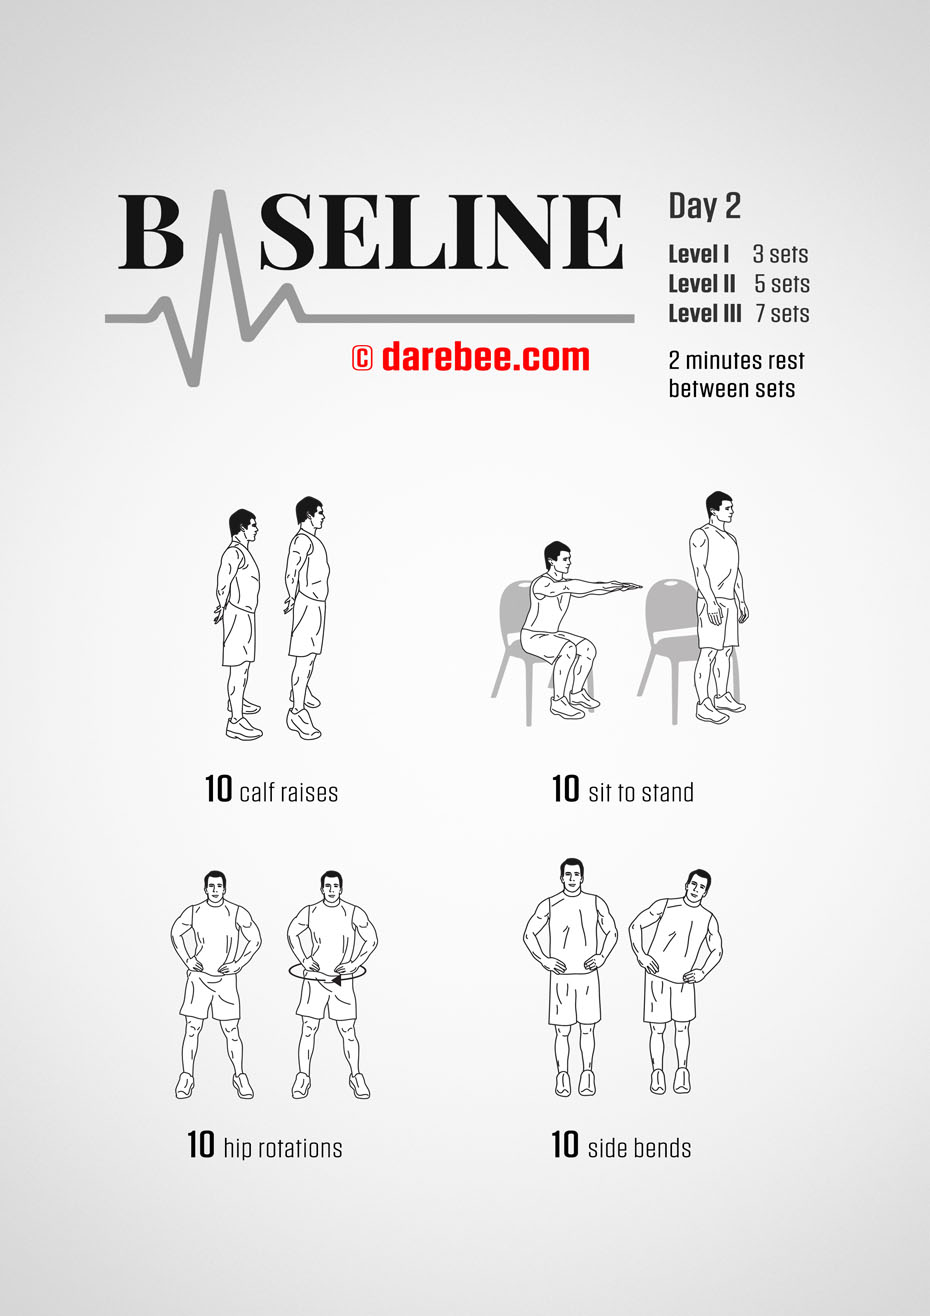 BASELINE
© darebee.com
Day 2
Level I 3 sets
Level II 5 sets
Level III 7 sets
2 minutes rest
between sets
10 calf raises
10 sit to stand
10 hip rotations
10 side bends